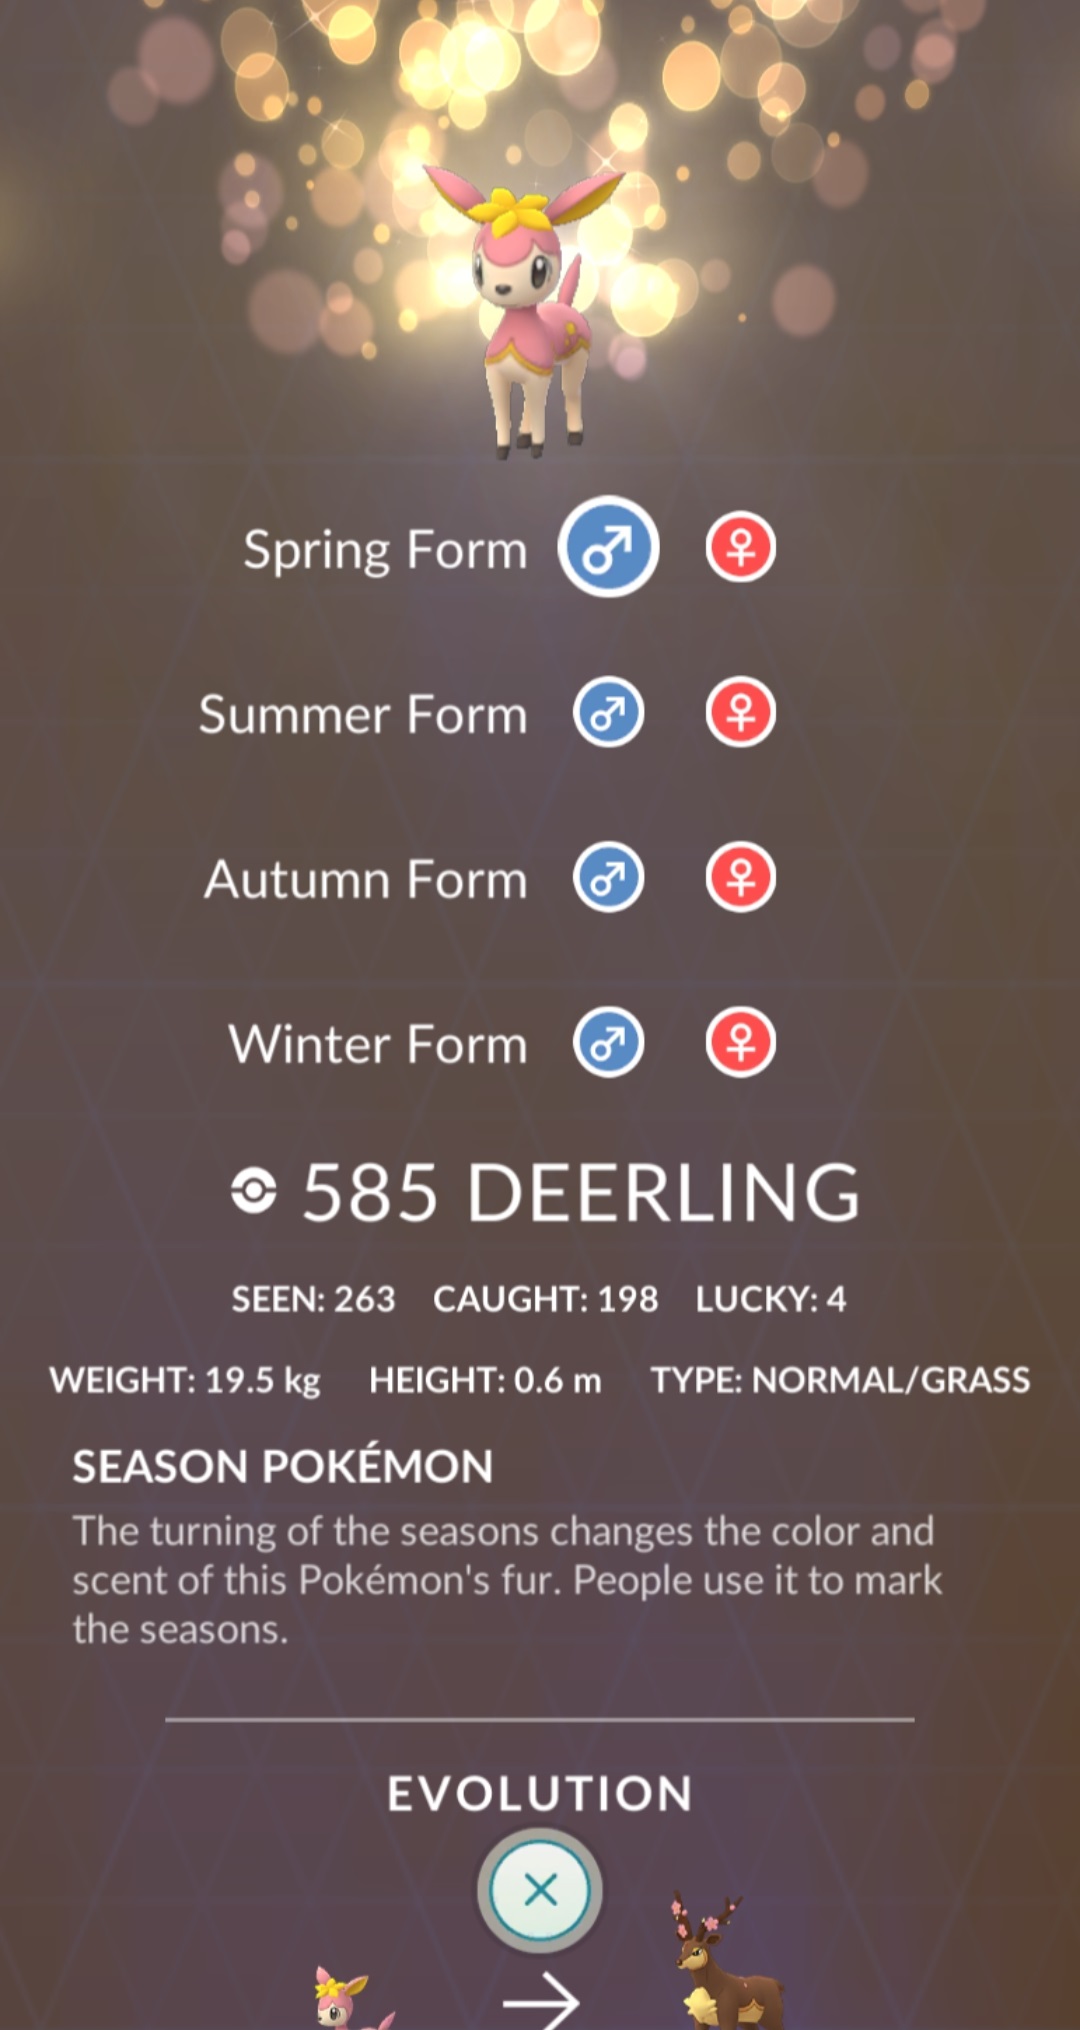 Spring Form
Summer Form
Autumn Form
Winter Form
585 DEERLING
SEEN: 263 CAUGHT: 198 LUCKY: 4
WEIGHT: 19.5 kg HEIGHT: 0.6 m TYPE: NORMAL/GRASS
SEASON POKÉMON
The turning of the seasons changes the color and
scent of this Pokémon's fur. People use it to mark
the seasons.
EVOLUTION